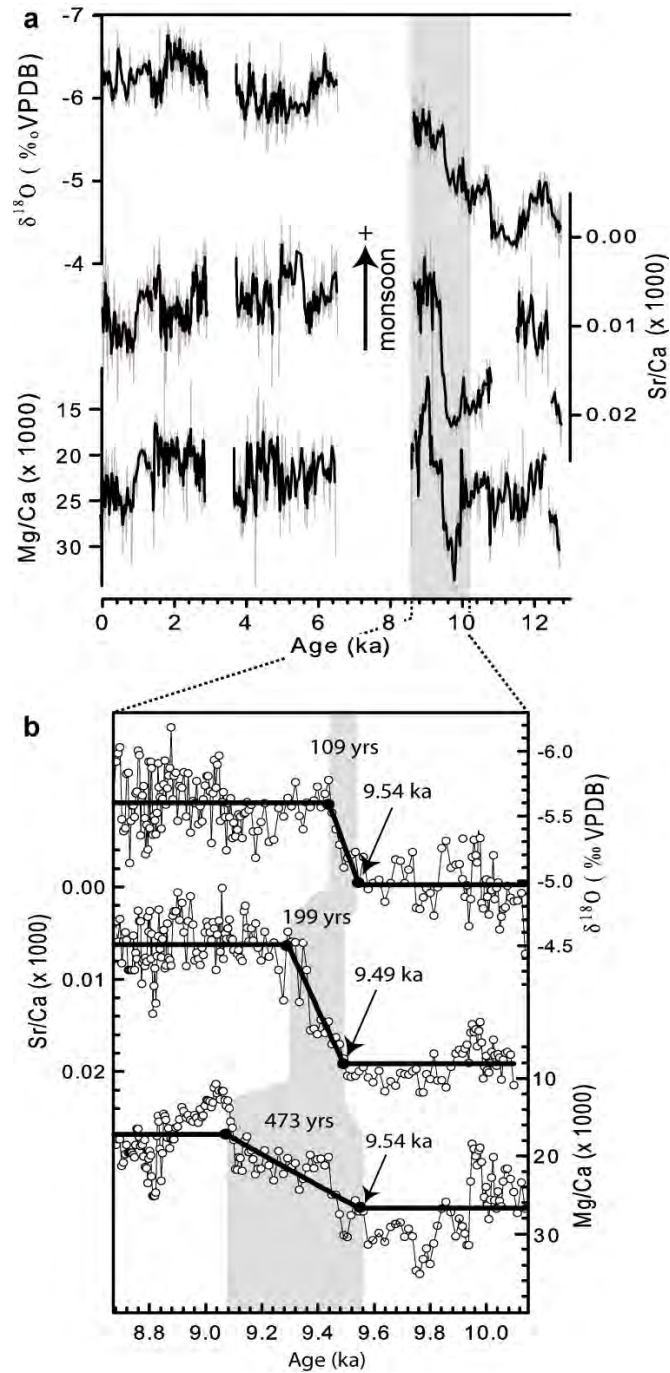 a
-7
-6
-5
-4
δ¹⁸O ( ‰ VPDB)
+
monsoon
0.00
0.01
0.02
Sr/Ca (x 1000)
15
20
25
30
Mg/Ca (x 1000)
0 2 4 6 8 10 12
Age (ka)
b
109 yrs
9.54 ka
-6.0
-5.6
-5.0
-4.5
δ¹⁸O ( ‰ VPDB)
0.00
0.01
0.02
Sr/Ca (x 1000)
199 yrs
9.49 ka
10
20
30
Mg/Ca (x 1000)
473 yrs
9.54 ka
8.8 9.0 9.2 9.4 9.6 9.8 10.0
Age (ka)